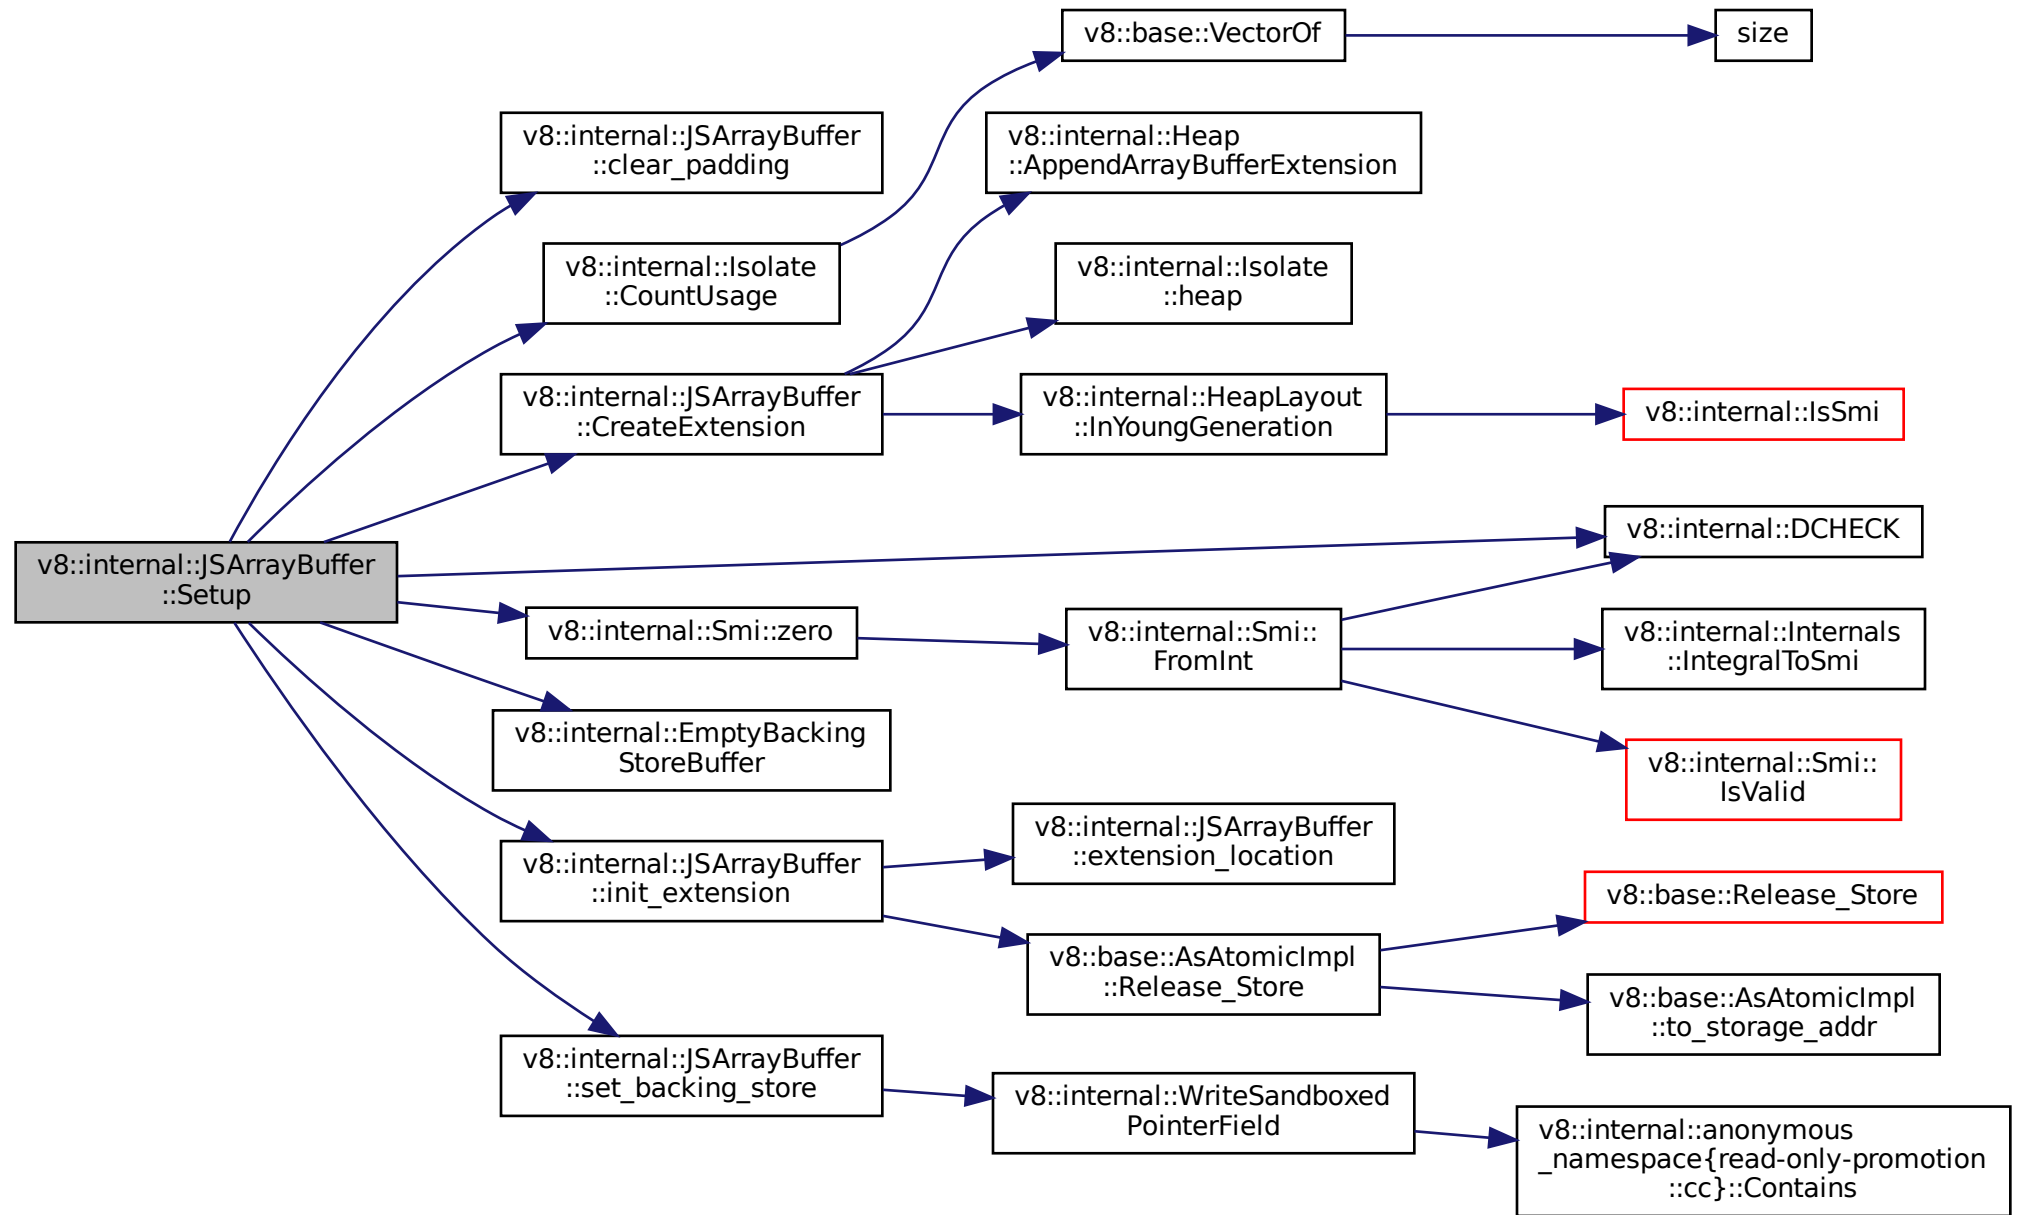 v8::base::VectorOf
size
v8::internal::JSArrayBuffer
::clear_padding
v8::internal::Heap
::AppendArrayBufferExtension
v8::internal::Isolate
::CountUsage
v8::internal::Isolate
::heap
v8::internal::JSArrayBuffer
::CreateExtension
v8::internal::HeapLayout
::InYoungGeneration
v8::internal::IsSmi
v8::internal::DCHECK
v8::internal::JSArrayBuffer
::Setup
v8::internal::Smi::zero
v8::internal::Smi::
FromInt
v8::internal::Internals
::IntegralToSmi
v8::internal::EmptyBacking
StoreBuffer
v8::internal::Smi::
IsValid
v8::internal::JSArrayBuffer
::init_extension
v8::internal::JSArrayBuffer
::extension_location
v8::base::Release_Store
v8::base::AsAtomicImpl
::Release_Store
v8::base::AsAtomicImpl
::to_storage_addr
v8::internal::JSArrayBuffer
::set_backing_store
v8::internal::WriteSandboxed
PointerField
v8::internal::anonymous
_namespace{read-only-promotion
::cc}::Contains